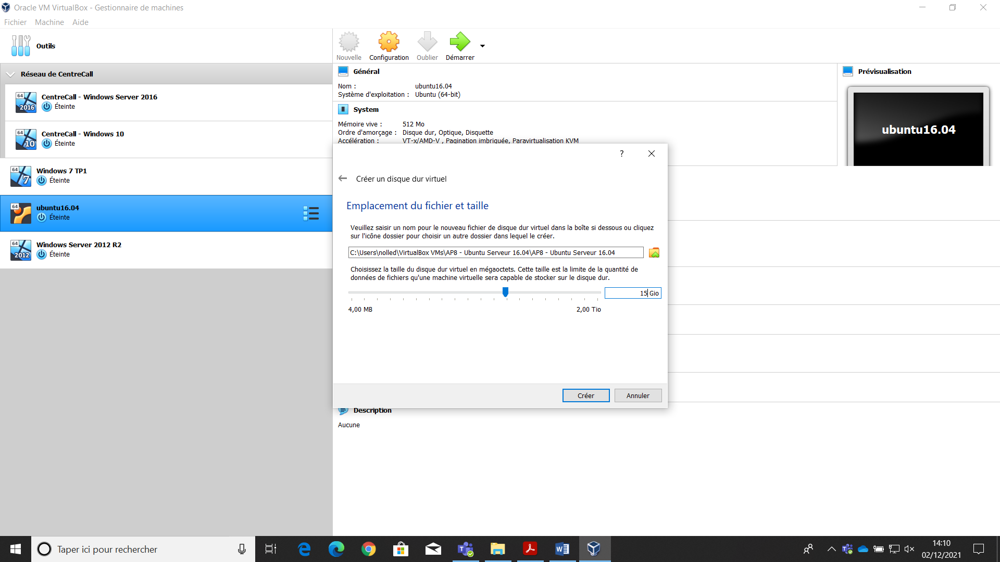 Oracle VM VirtualBox - Gestionnaire de machines
Fichier Machine Aide
Outils
Nouvelle Configuration Oublier Démarrer
Réseau de CentreCall
64 2016 CentreCall - Windows Server 2016
Éteinte
64 10 CentreCall - Windows 10
Éteinte
64 7 Windows 7 TP1
Éteinte
64 ubuntu16.04
Éteinte
64 2012 Windows Server 2012 R2
Éteinte
Général
Nom : ubuntu16.04
Système d'exploitation : Ubuntu (64-bit)
System
Mémoire vive : 512 Mo
Ordre d'amorçage : Disque dur, Optique, Disquette
Accélération : VT-x/AMD-V , Pagination imbriquée, Paravirtualisation KVM
Prévisualisation
ubuntu16.04
?
Créer un disque dur virtuel
Emplacement du fichier et taille
Veuillez saisir un nom pour le nouveau fichier de disque dur virtuel dans la boîte si dessous ou cliquez
sur l'icône dossier pour choisir un autre dossier dans lequel le créer.
C:\Users\nolled\VirtualBox VMs\AP8 - Ubuntu Serveur 16.04\AP8 - Ubuntu Serveur 16.04
Choisissez la taille du disque dur virtuel en mégaoctets. Cette taille est la limite de la quantité de
données de fichiers qu'une machine virtuelle sera capable de stocker sur le disque dur.
15 Gio
4,00 MB 2,00 Tio
Créer Annuler
Description
Aucune
Taper ici pour rechercher
14:10
02/12/2021